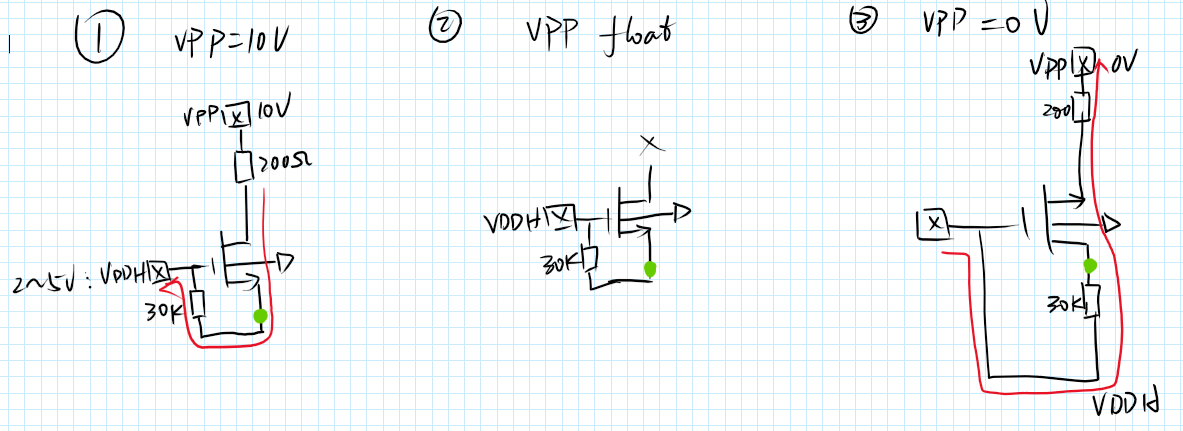 ① VPP=10V
VPP X 10V
200Ω
2~5V: VDDH X
30K
② VPP float
X
VDDH X
30K
③ VPP=0V
VPP X 0V
200
X
30K
VDDH